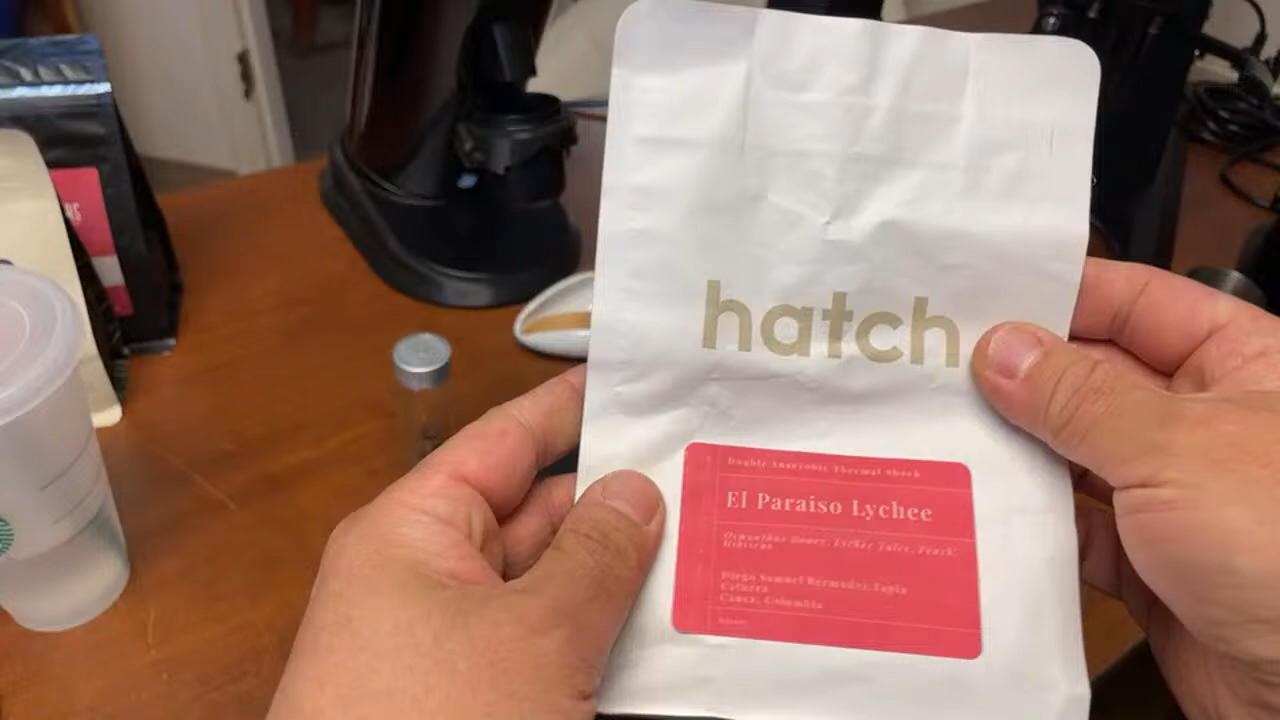 hatch
Double Anaerobic Thermal Shock
El Paraiso Lychee
Osmanthus Honey, Lychee Juice, Peach,
Hibiscus
Diego Samuel Bermudez Tapia
Caturra
Cauca, Colombia